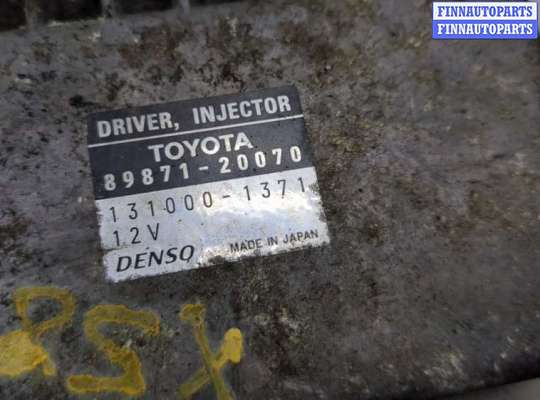 FINNAUTOPARTS
FINNAUTOPARTS
DRIVER, INJECTOR
TOYOTA
89871-20070
131000-1371
12V
DENSO MADE IN JAPAN